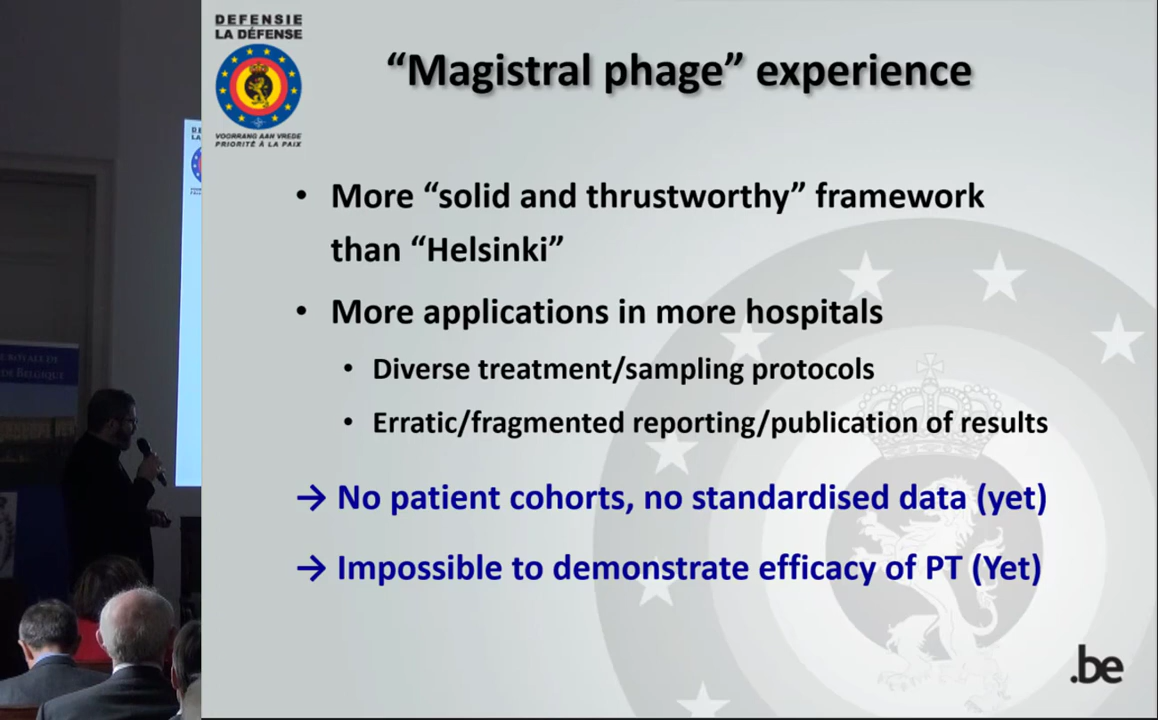 DEFENSIE
LA DÉFENSE
VOORRANG AAN VREDE
PRIORITÉ À LA PAIX
“Magistral phage” experience
• More “solid and thrustworthy” framework
than “Helsinki”
• More applications in more hospitals
• Diverse treatment/sampling protocols
• Erratic/fragmented reporting/publication of results
→ No patient cohorts, no standardised data (yet)
→ Impossible to demonstrate efficacy of PT (Yet)
.be
DE BELGIQUE